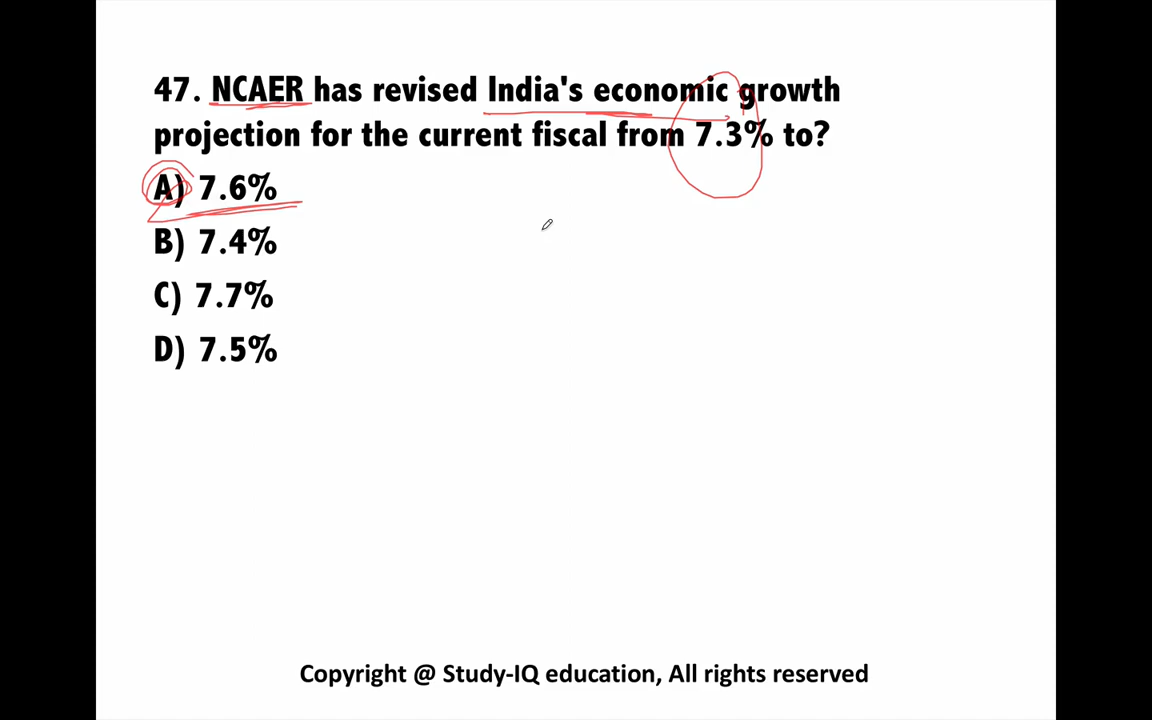 47. NCAER has revised India's economic growth
projection for the current fiscal from 7.3% to?
A) 7.6%
B) 7.4%
C) 7.7%
D) 7.5%
Copyright @ Study-IQ education, All rights reserved